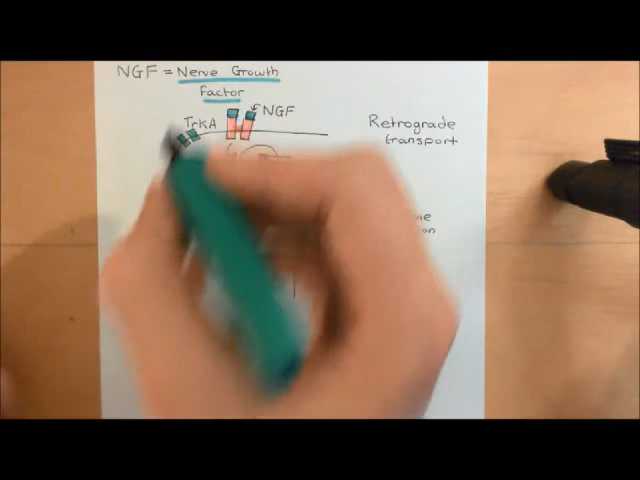 NGF = Nerve Growth
Factor
NGF
TrkA
Retrograde
transport